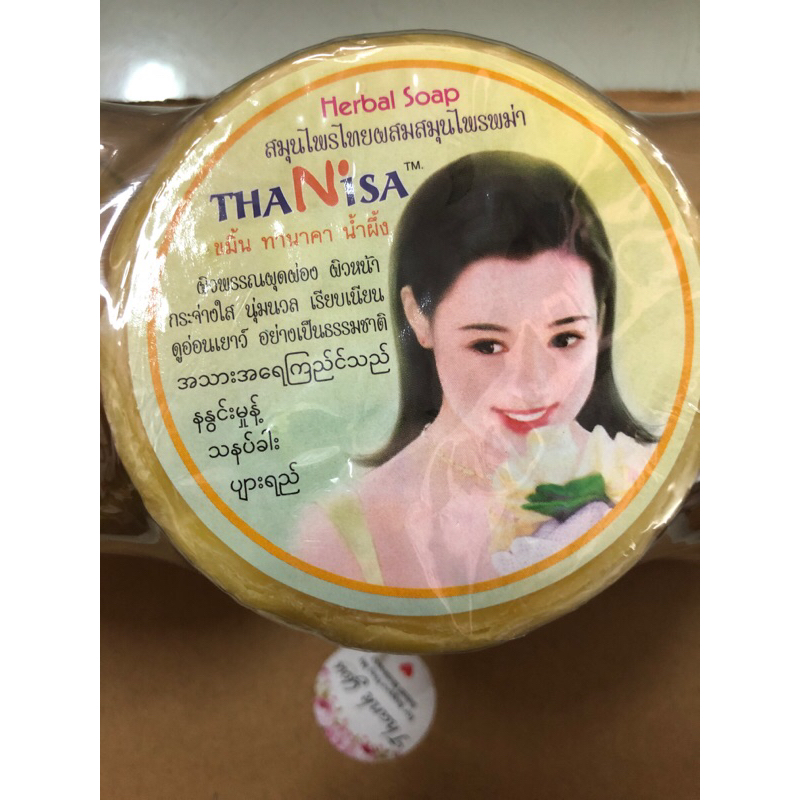 Herbal Soap
สมุนไพรไทยผสมสมุนไพรพม่า
THANiSA™.
ขมิ้น ทานาคา น้ำผึ้ง
ผิวพรรณผุดผ่อง ผิวหน้า
กระจ่างใส นุ่มนวล เรียบเนียน
ดูอ่อนเยาว์ อย่างเป็นธรรมชาติ
အသားအရေကြည်င်သည်
နနွင်းမှုန့်
သနပ်ခါး
ပျားရည်
Thank You